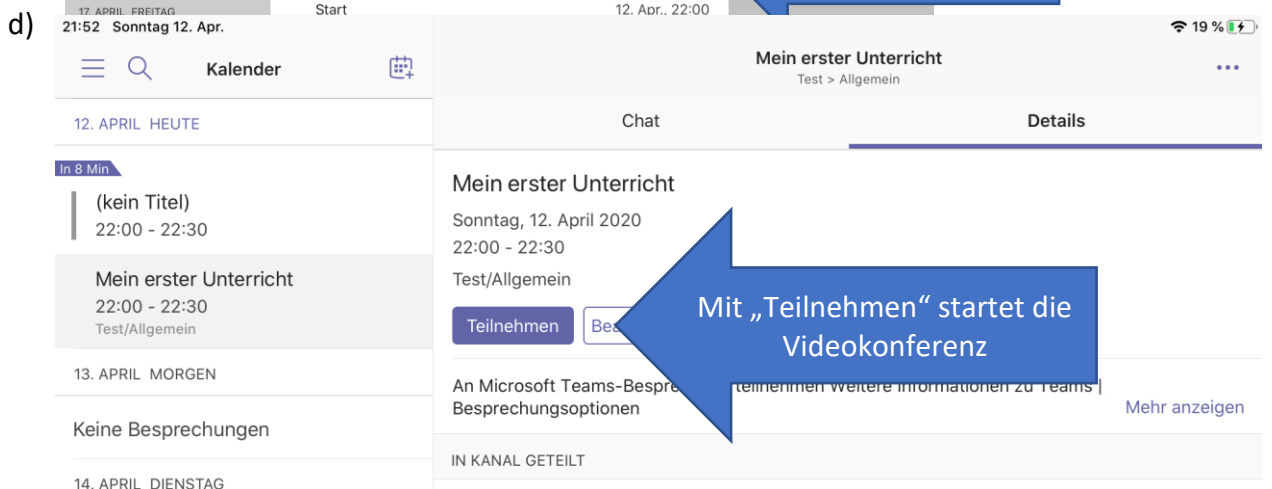 17. APRIL FREITAG
Start
12. Apr., 22:00
d)
21:52 Sonntag 12. Apr.
19 %
Kalender
Mein erster Unterricht
Test > Allgemein
Chat
Details
12. APRIL HEUTE
In 8 Min
(kein Titel)
22:00 - 22:30
Mein erster Unterricht
22:00 - 22:30
Test/Allgemein
13. APRIL MORGEN
Keine Besprechungen
14. APRIL DIENSTAG
Mein erster Unterricht
Sonntag, 12. April 2020
22:00 - 22:30
Test/Allgemein
Teilnehmen
Mit „Teilnehmen“ startet die
Videokonferenz
An Microsoft teilnehmen Weitere Informationen zu Teams |
Besprechungsoptionen
Mehr anzeigen
IN KANAL GETEILT